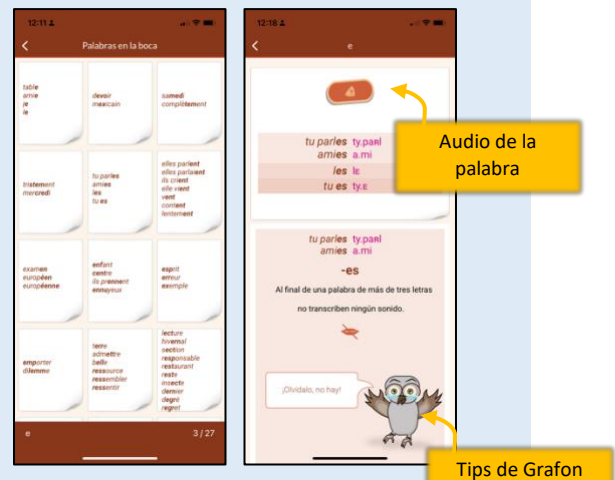 12:11
Palabras en la boca
table
amie
je
le
devoir
mexicain
samedi
complètement
tristement
mercredi
tu parles
amies
les
tu es
elles parlent
elles parlaient
ils crient
elle vient
vent
content
lentement
examen
européen
européenne
enfant
centre
ils prennent
ennuyeux
esprit
erreur
exemple
emporter
dilemme
terre
admettre
belle
ressource
ressembler
ressentir
lecture
hivernal
section
responsable
restaurant
reste
insecte
dernier
degré
regret
e
3 / 27
12:18
e
tu parles ty.paʀl
amies a.mi
les lɛ
tu es ty.ɛ
Audio de la
palabra
tu parles ty.paʀl
amies a.mi
-es
Al final de una palabra de más de tres letras
no transcriben ningún sonido.
¡Olvídalo, no hay!
Tips de Grafon